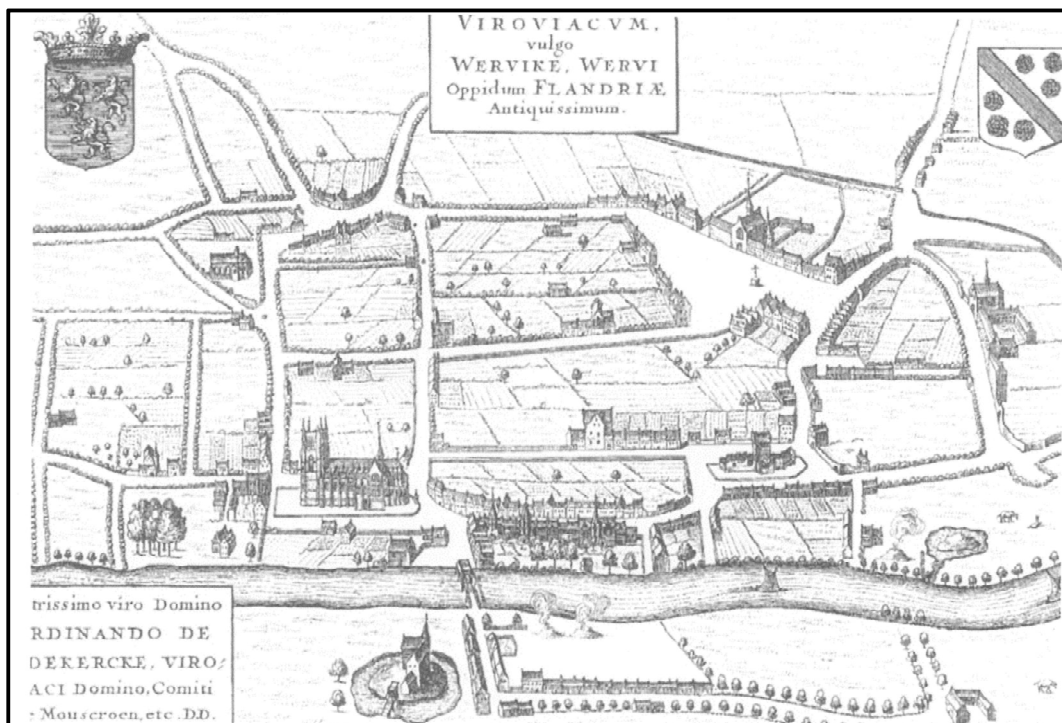 VIROVIACVM,
vulgo
WERVIKE, WERVI
Oppidum FLANDRIÆ
Antiquissimum.
trissimo viro Domino
RDINANDO DE
DEKERCKE, VIRO⸗
ACI Domino, Comiti
Mouscroen, etc. DD.